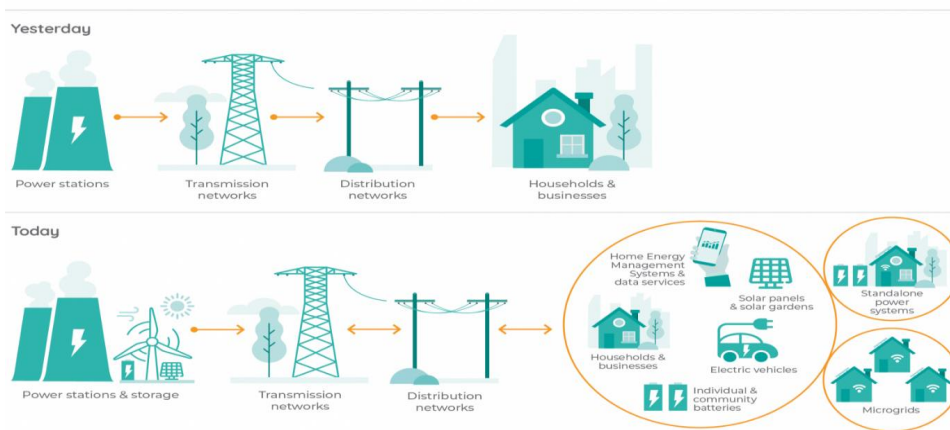 Yesterday
Power stations
Transmission
networks
Distribution
networks
Households &
businesses
Today
Power stations & storage
Transmission
networks
Distribution
networks
Home Energy
Management
Systems &
data services
Solar panels
& solar gardens
Households &
businesses
Electric vehicles
Individual &
community
batteries
Standalone
power
systems
Microgrids